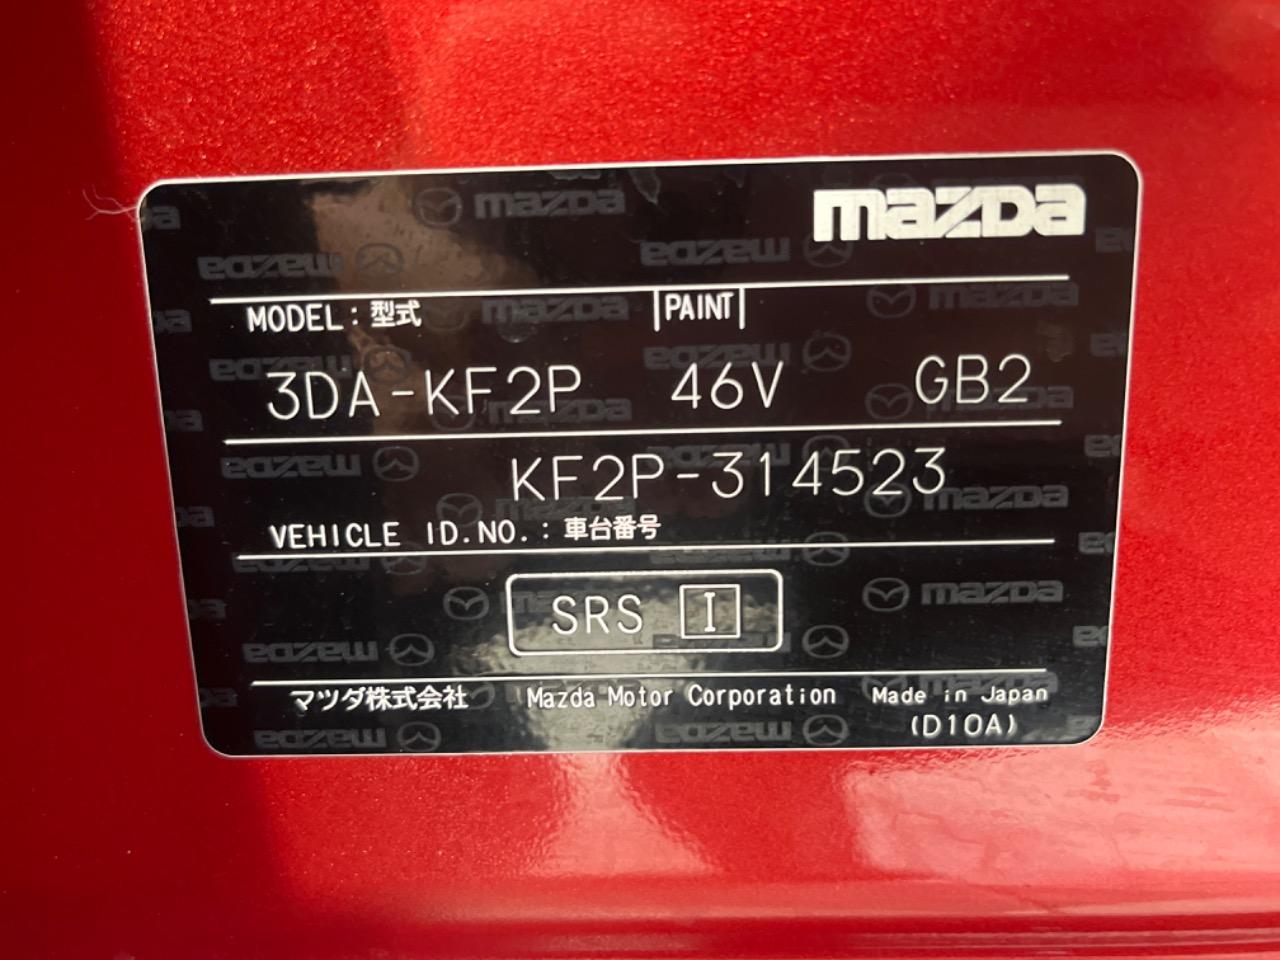 mazda
MODEL : 型式 PAINT
3DA-KF2P 46V GB2
KF2P-314523
VEHICLE ID.NO. : 車台番号
SRS I
マツダ株式会社 Mazda Motor Corporation Made in Japan
(D10A)